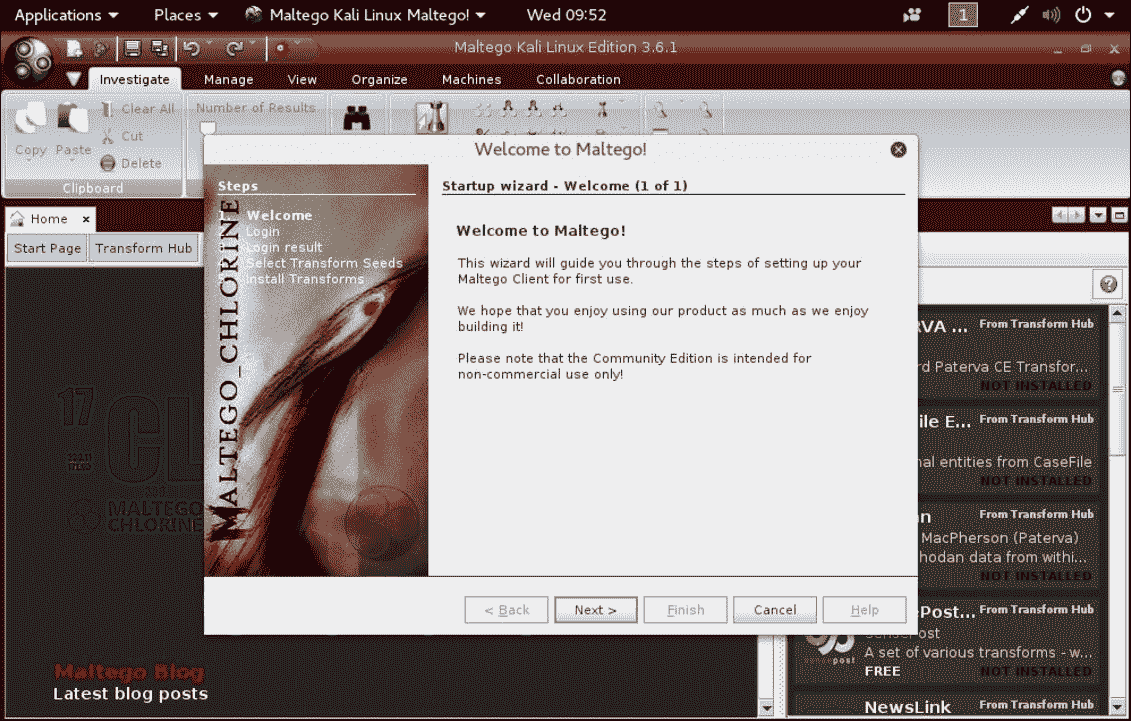 Applications Places Maltego Kali Linux Maltego! Wed 09:52 1
Maltego Kali Linux Edition 3.6.1
Investigate Manage View Organize Machines Collaboration
Copy Paste Clear All Cut Delete
Clipboard
Number of Results
Home
Start Page Transform Hub
Welcome to Maltego!
Steps
Welcome
Login
Login result
Select Transform Seeds
Install Transforms
MALTEGO_CHLORINE
Startup wizard - Welcome (1 of 1)
Welcome to Maltego!
This wizard will guide you through the steps of setting up your
Maltego Client for first use.
We hope that you enjoy using our product as much as we enjoy
building it!
Please note that the Community Edition is intended for
non-commercial use only!
< Back Next > Finish Cancel Help
17
CL
MALTEGO
CHLORINE
Maltego Blog
Latest blog posts
RVA ... From Transform Hub
rd Paterva CE Transfor...
NOT INSTALLED
ile E... From Transform Hub
nal entities from CaseFile
NOT INSTALLED
n From Transform Hub
MacPherson (Paterva)
hodan data from withi...
NOT INSTALLED
ePost... From Transform Hub
SensePost
A set of various transforms - w...
FREE NOT INSTALLED
sensepost
NewsLink From Transform Hub